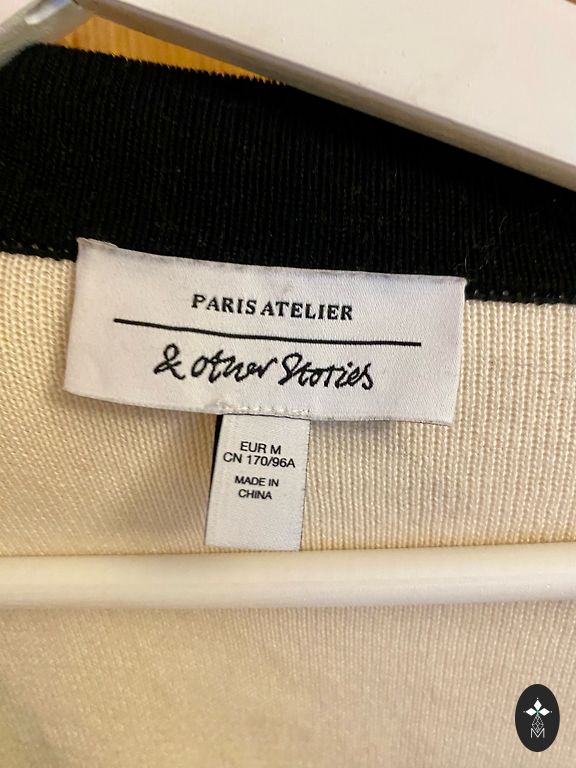 PARIS ATELIER
& other Stories
EUR M
CN 170/96A
MADE IN
CHINA
M